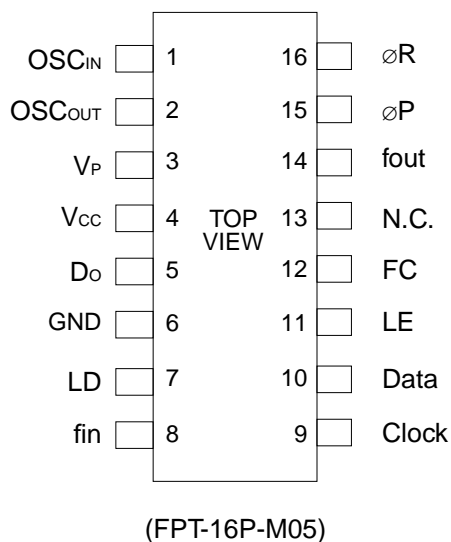 OSCIN 1 16 ∅R
OSCOUT 2 15 ∅P
VP 3 14 fout
VCC 4 TOP VIEW 13 N.C.
DO 5 12 FC
GND 6 11 LE
LD 7 10 Data
fin 8 9 Clock
(FPT-16P-M05)